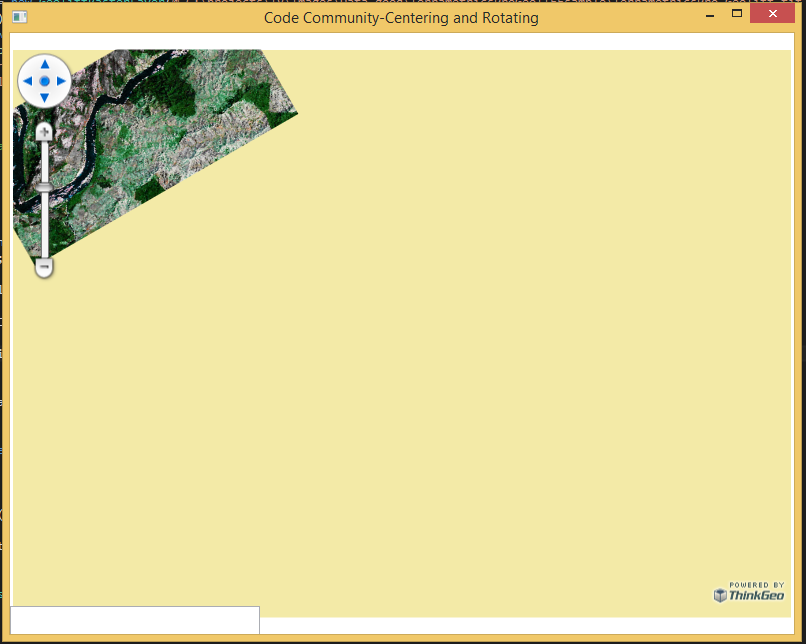 Code Community-Centering and Rotating
POWERED BY
ThinkGeo